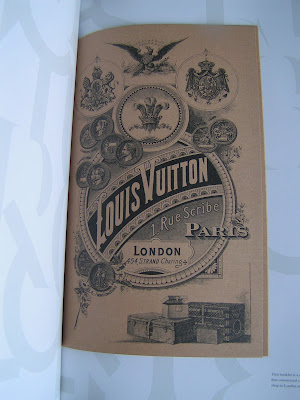 LOUIS VUITTON
1, RUE SCRIBE
PARIS
LONDON
454 STRAND Charing +